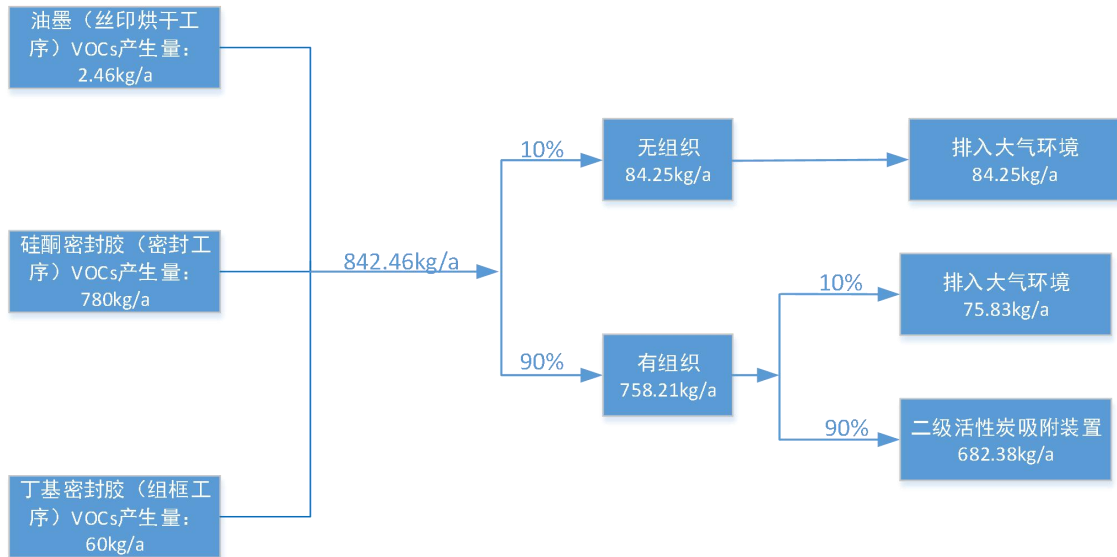 油墨（丝印烘干工
序）VOCs产生量：
2.46kg/a
硅酮密封胶（密封工
序）VOCs产生量：
780kg/a
丁基密封胶（组框工
序）VOCs产生量：
60kg/a
842.46kg/a
10%
无组织
84.25kg/a
排入大气环境
84.25kg/a
90%
有组织
758.21kg/a
10%
排入大气环境
75.83kg/a
90%
二级活性炭吸附装置
682.38kg/a